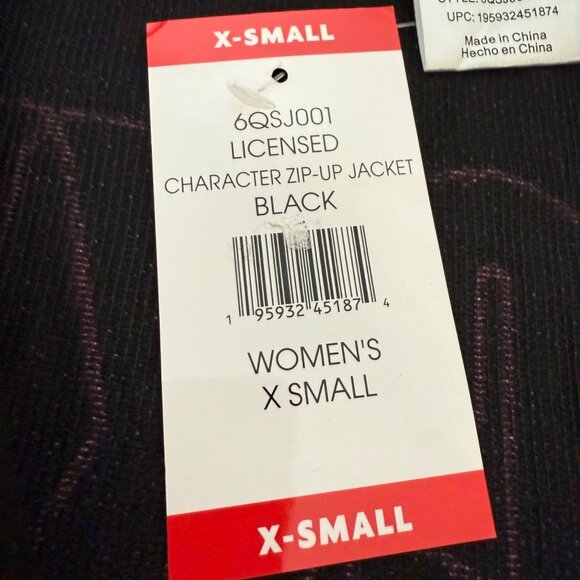 UPC: 195932451874
Made in China
Hecho en China
X-SMALL
6QSJ001
LICENSED
CHARACTER ZIP-UP JACKET
BLACK
1 95932 45187 4
WOMEN'S
X SMALL
X-SMALL